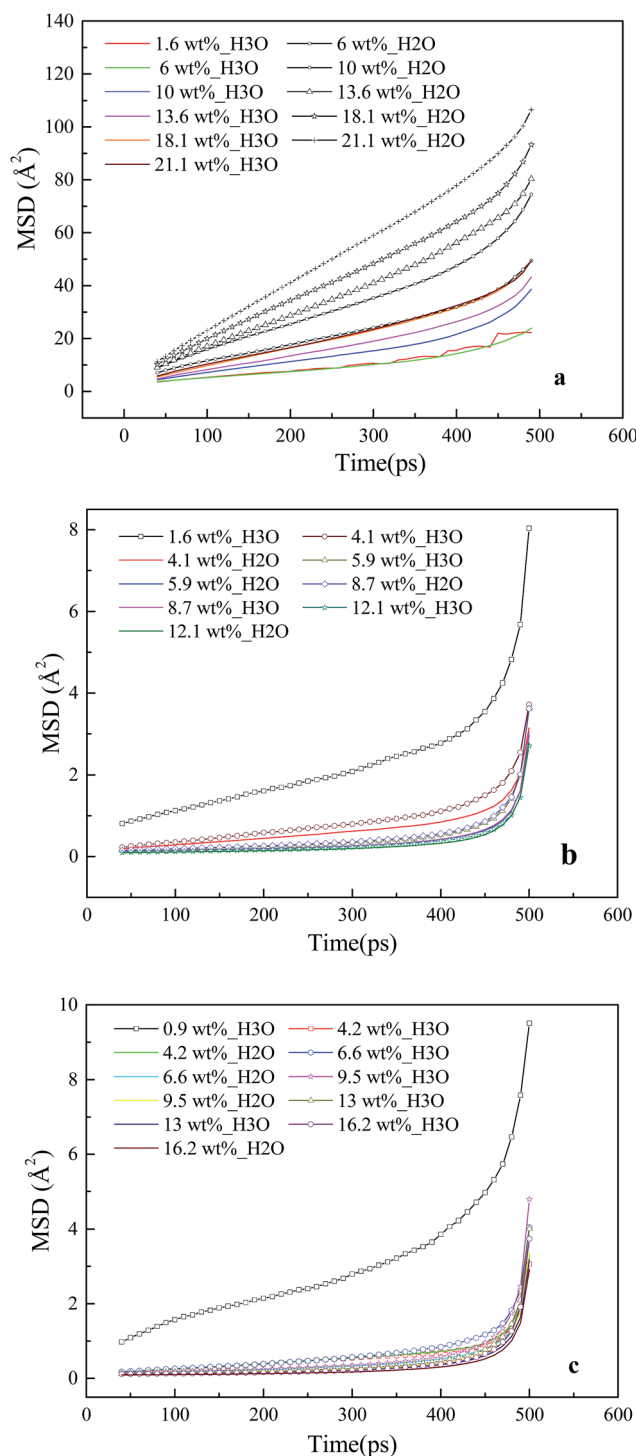 140
120
100
80
60
40
20
0
MSD (Å²)
1.6 wt%_H3O
6 wt%_H2O
6 wt%_H3O
10 wt%_H2O
10 wt%_H3O
13.6 wt%_H2O
13.6 wt%_H3O
18.1 wt%_H2O
18.1 wt%_H3O
21.1 wt%_H2O
21.1 wt%_H3O
a
0 100 200 300 400 500 600
Time(ps)
8
6
4
2
0
MSD (Å²)
1.6 wt%_H3O
4.1 wt%_H3O
4.1 wt%_H2O
5.9 wt%_H3O
5.9 wt%_H2O
8.7 wt%_H2O
8.7 wt%_H3O
12.1 wt%_H3O
12.1 wt%_H2O
b
0 100 200 300 400 500 600
Time(ps)
10
8
6
4
2
0
MSD (Å²)
0.9 wt%_H3O
4.2 wt%_H3O
4.2 wt%_H2O
6.6 wt%_H3O
6.6 wt%_H2O
9.5 wt%_H3O
9.5 wt%_H2O
13 wt%_H3O
13 wt%_H3O
16.2 wt%_H3O
16.2 wt%_H2O
c
0 100 200 300 400 500 600
Time(ps)